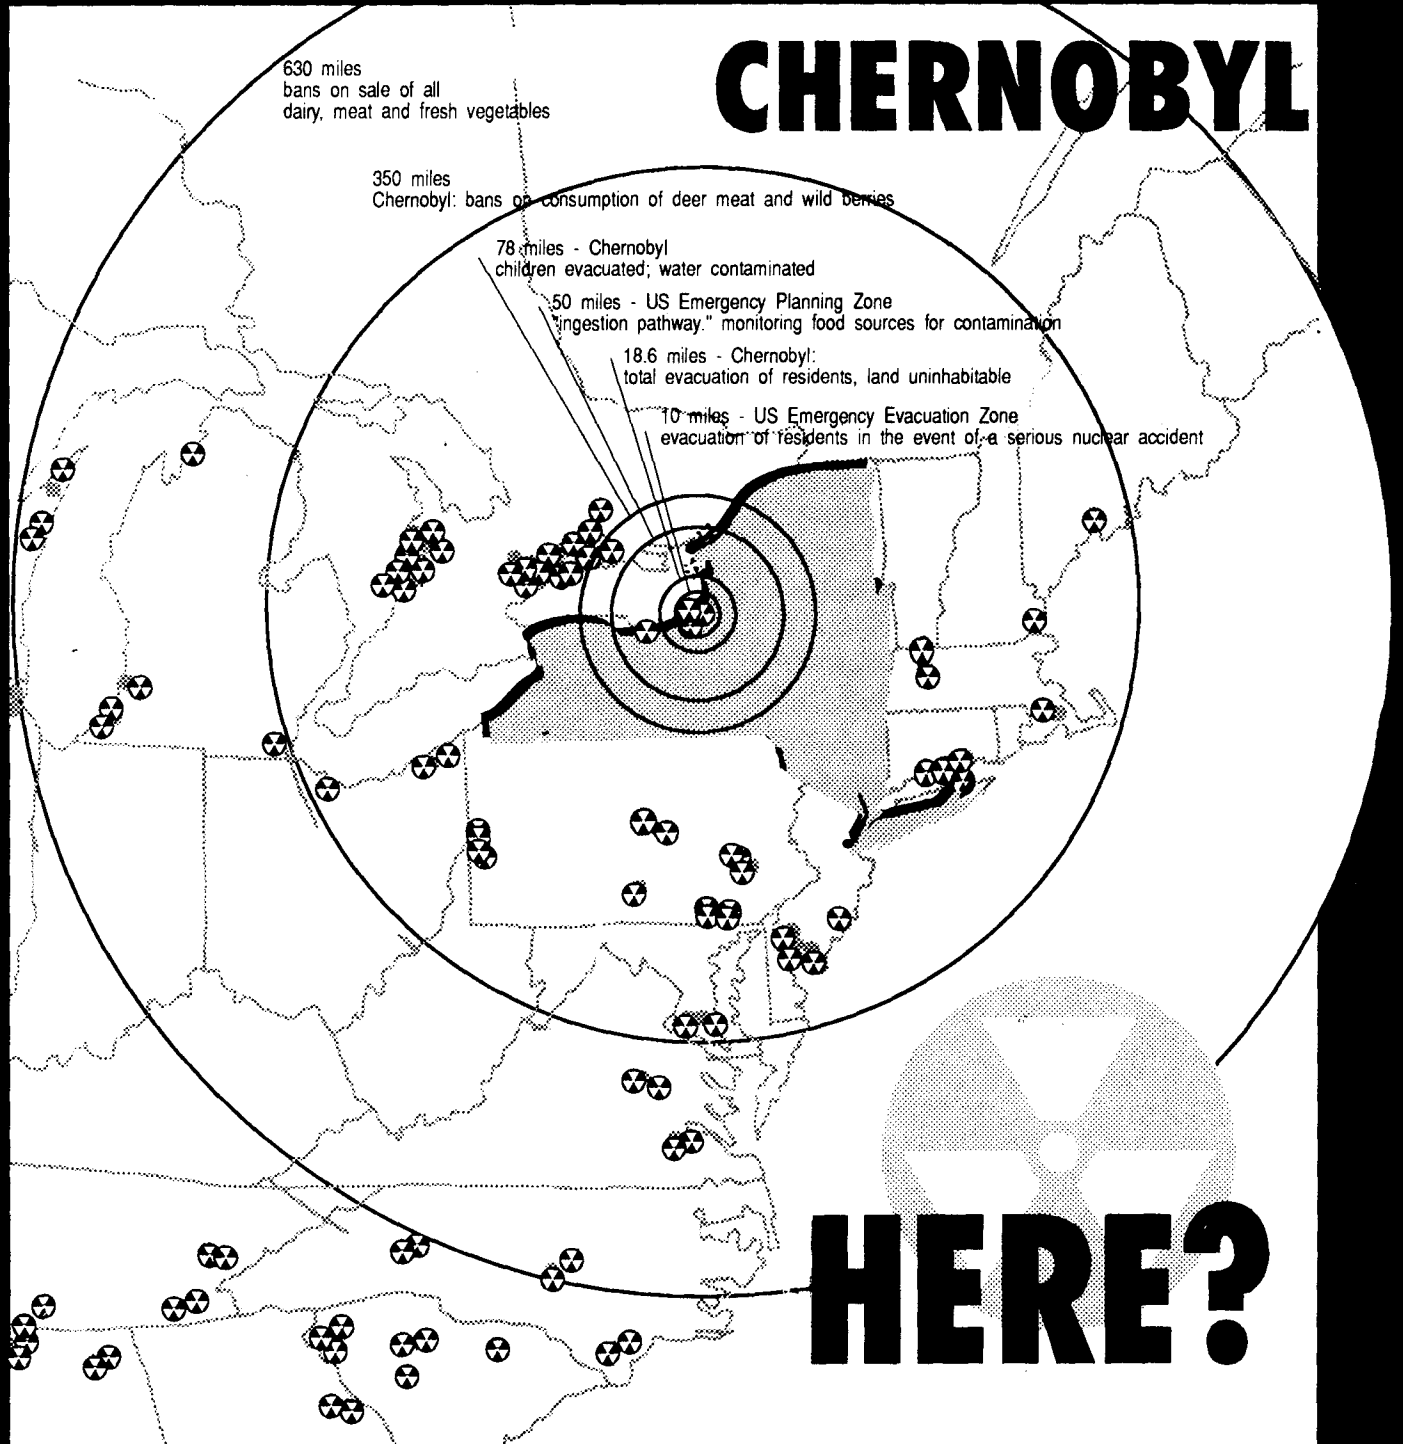 CHERNOBYL
630 miles
bans on sale of all
dairy, meat and fresh vegetables
350 miles
Chernobyl: bans on consumption of deer meat and wild berries
78 miles - Chernobyl
children evacuated; water contaminated
50 miles - US Emergency Planning Zone
"ingestion pathway." monitoring food sources for contamination
18.6 miles - Chernobyl:
total evacuation of residents, land uninhabitable
10 miles - US Emergency Evacuation Zone
evacuation of residents in the event of a serious nuclear accident
HERE?